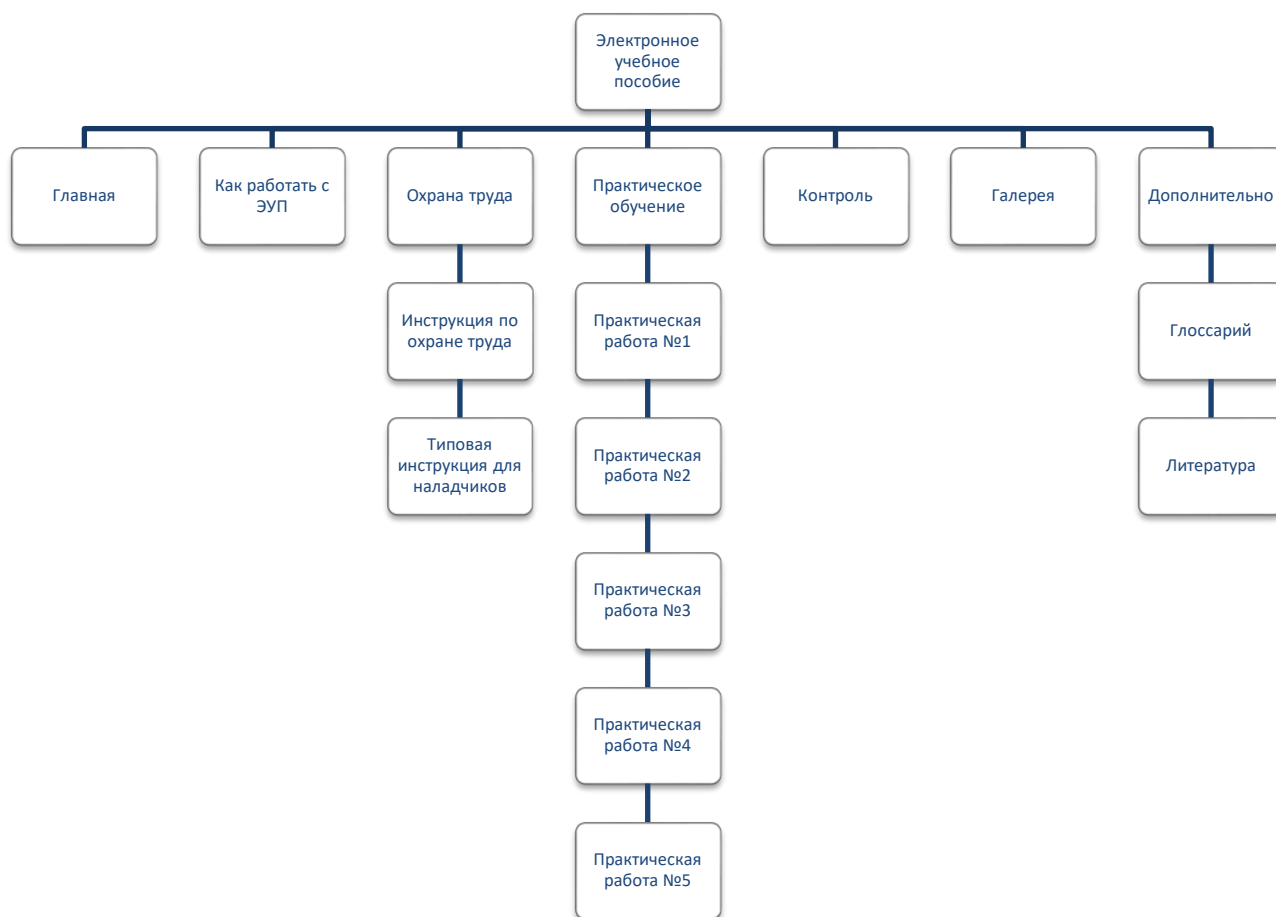 Электронное
учебное
пособие
Главная
Как работать с
ЭУП
Охрана труда
Практическое
обучение
Контроль
Галерея
Дополнительно
Инструкция по
охране труда
Практическая
работа №1
Глоссарий
Типовая
инструкция для
наладчиков
Практическая
работа №2
Литература
Практическая
работа №3
Практическая
работа №4
Практическая
работа №5